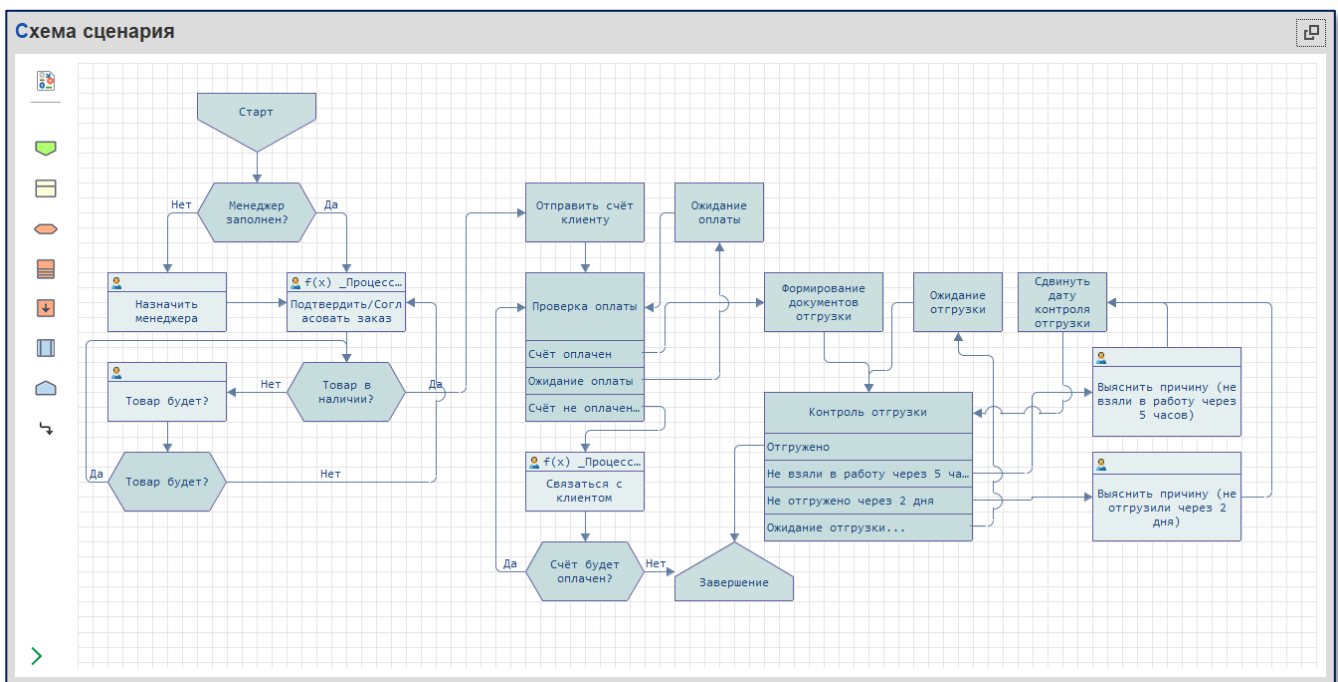 Схема сценария
Старт
Менеджер
заполнен?
Нет
Да
Назначить
менеджера
f(x) _Процесс...
Подтвердить/Согл
асовать заказ
Товар в
наличии?
Нет
Да
Товар будет?
Товар будет?
Да
Нет
Отправить счёт
клиенту
Ожидание
оплаты
Проверка оплаты
Счёт оплачен
Ожидание оплаты
Счёт не оплачен…
f(x) _Процесс...
Связаться с
клиентом
Счёт будет
оплачен?
Да
Нет
Завершение
Формирование
документов
отгрузки
Ожидание
отгрузки
Сдвинуть
дату
контроля
отгрузки
Контроль отгрузки
Отгружено
Не взяли в работу через 5 ча…
Не отгружено через 2 дня
Ожидание отгрузки...
Выяснить причину (не
взяли в работу через
5 часов)
Выяснить причину (не
отгрузили через 2
дня)